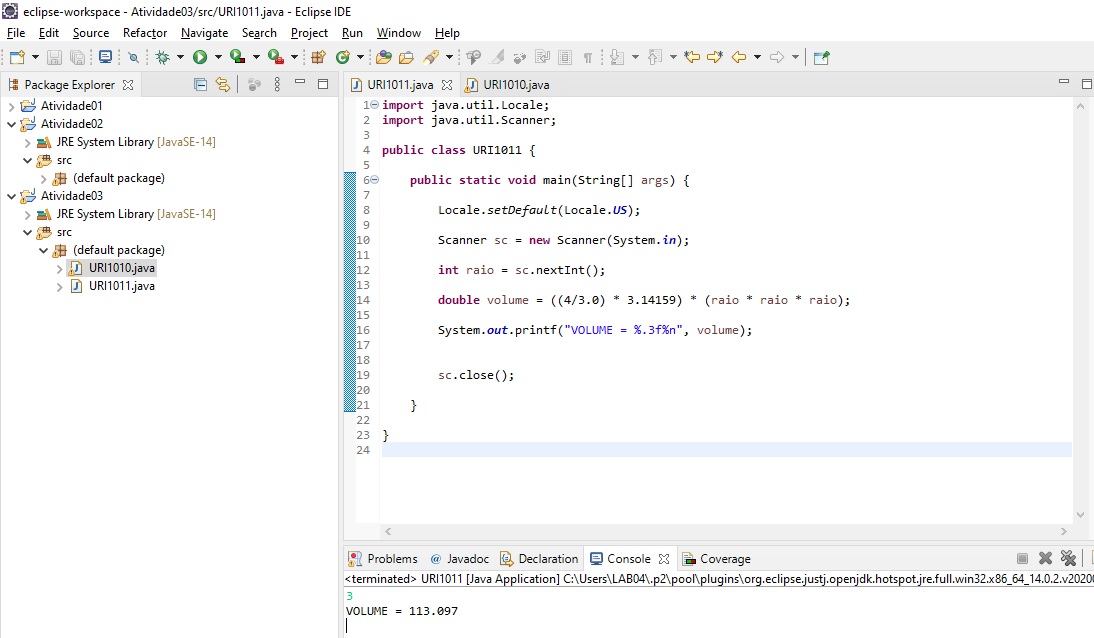 eclipse-workspace - Atividade03/src/URI1011.java - Eclipse IDE
File Edit Source Refactor Navigate Search Project Run Window Help
Package Explorer
Atividade01
Atividade02
JRE System Library [JavaSE-14]
src
(default package)
Atividade03
JRE System Library [JavaSE-14]
src
(default package)
URI1010.java
URI1011.java
URI1011.java URI1010.java
1 import java.util.Locale;
2 import java.util.Scanner;
3
4 public class URI1011 {
5
6 public static void main(String[] args) {
7
8 Locale.setDefault(Locale.US);
9
10 Scanner sc = new Scanner(System.in);
11
12 int raio = sc.nextInt();
13
14 double volume = ((4/3.0) * 3.14159) * (raio * raio * raio);
15
16 System.out.printf("VOLUME = %.3f%n", volume);
17
18
19 sc.close();
20
21 }
22
23 }
24
Problems @ Javadoc Declaration Console Coverage
<terminated> URI1011 [Java Application] C:\Users\LAB04\.p2\pool\plugins\org.eclipse.justj.openjdk.hotspot.jre.full.win32.x86_64_14.0.2.v20200
3
VOLUME = 113.097